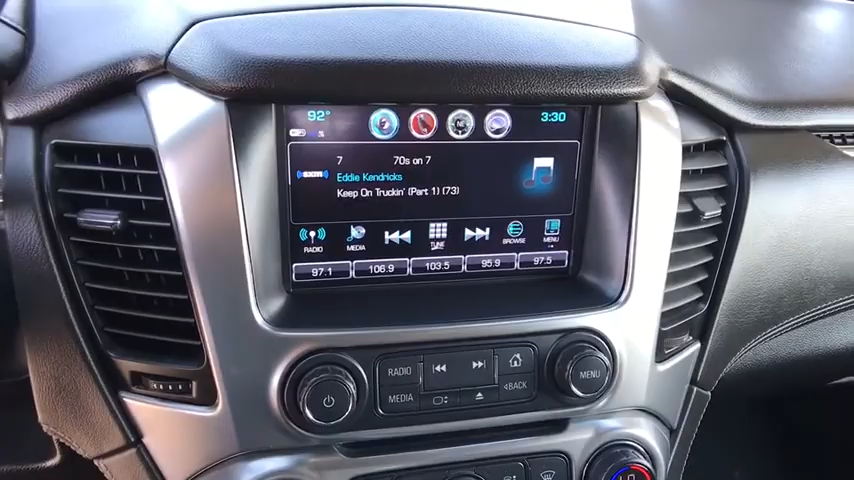 92°
3:30
sxm
7
70s on 7
Eddie Kendricks
Keep On Truckin' (Part 1) (73)
RADIO
MEDIA
TUNE
BROWSE
MENU
97.1
106.9
103.5
95.9
97.5
RADIO
MEDIA
BACK
MENU